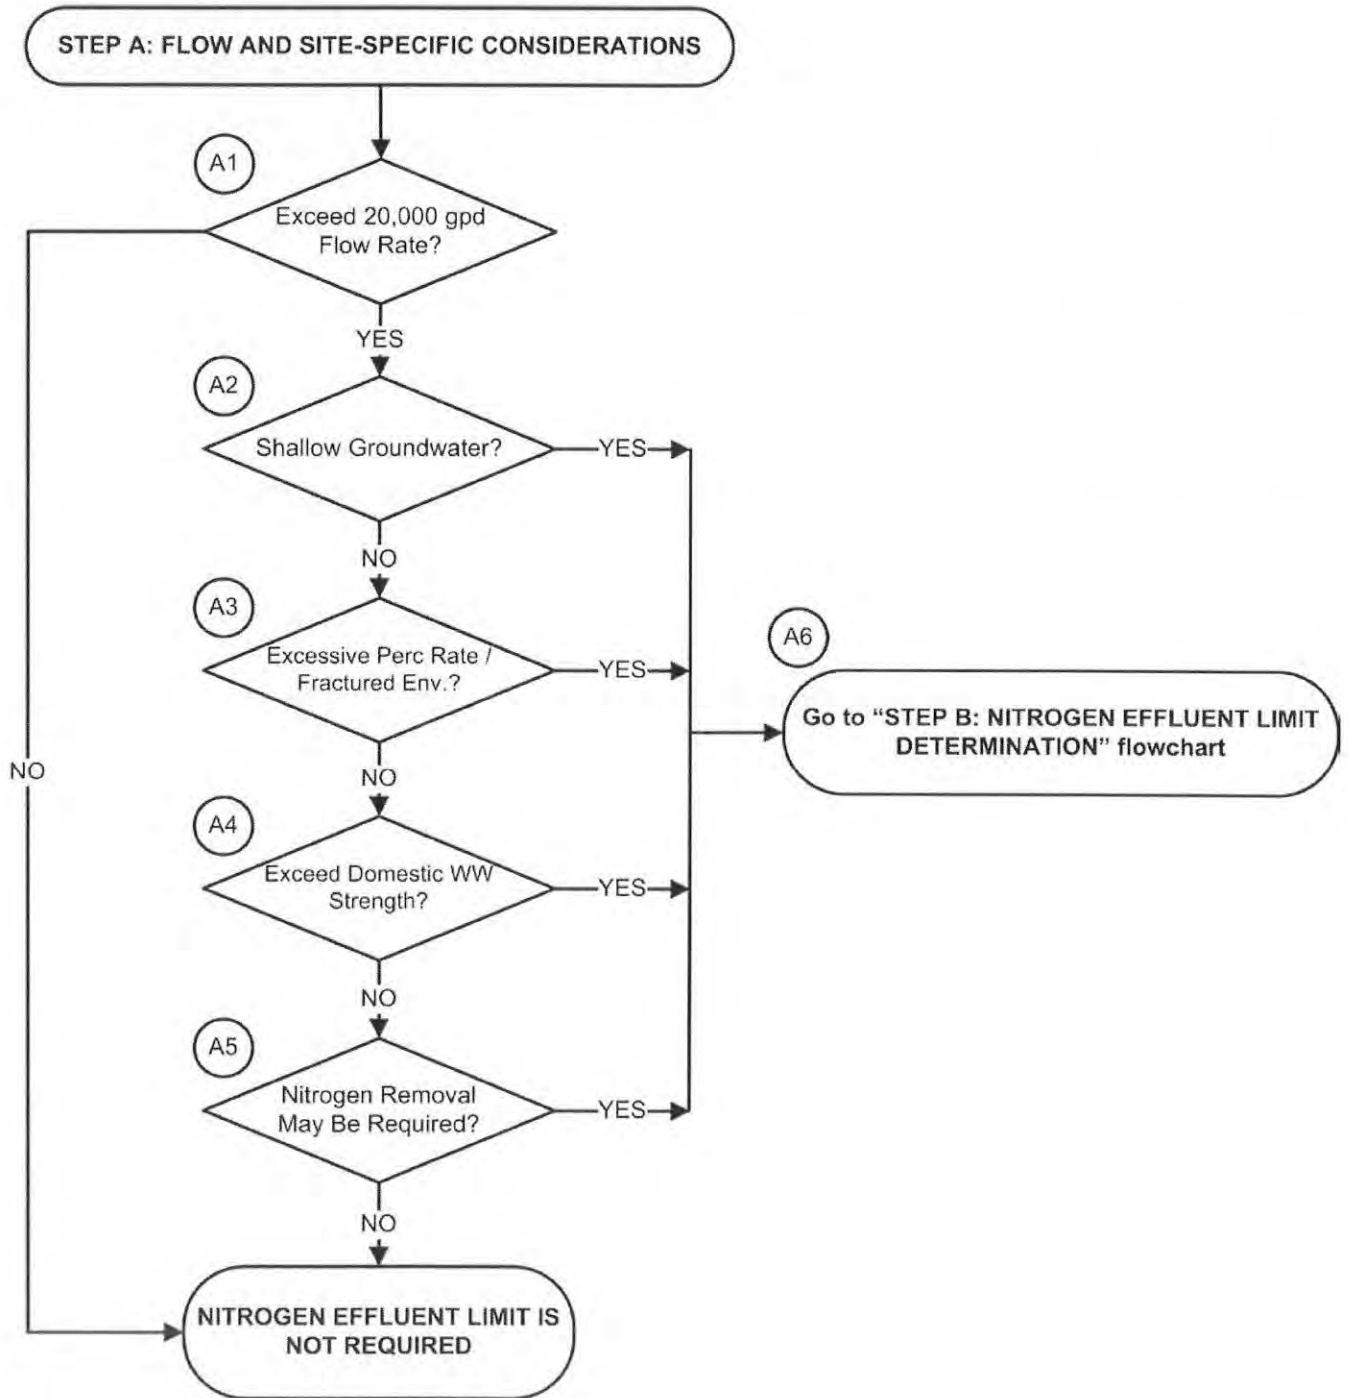 STEP A: FLOW AND SITE-SPECIFIC CONSIDERATIONS
A1
Exceed 20,000 gpd
Flow Rate?
YES
A2
Shallow Groundwater?
YES
NO
A3
Excessive Perc Rate /
Fractured Env.?
YES
A6
Go to “STEP B: NITROGEN EFFLUENT LIMIT
DETERMINATION” flowchart
NO
NO
A4
Exceed Domestic WW
Strength?
YES
NO
A5
Nitrogen Removal
May Be Required?
YES
NO
NITROGEN EFFLUENT LIMIT IS
NOT REQUIRED